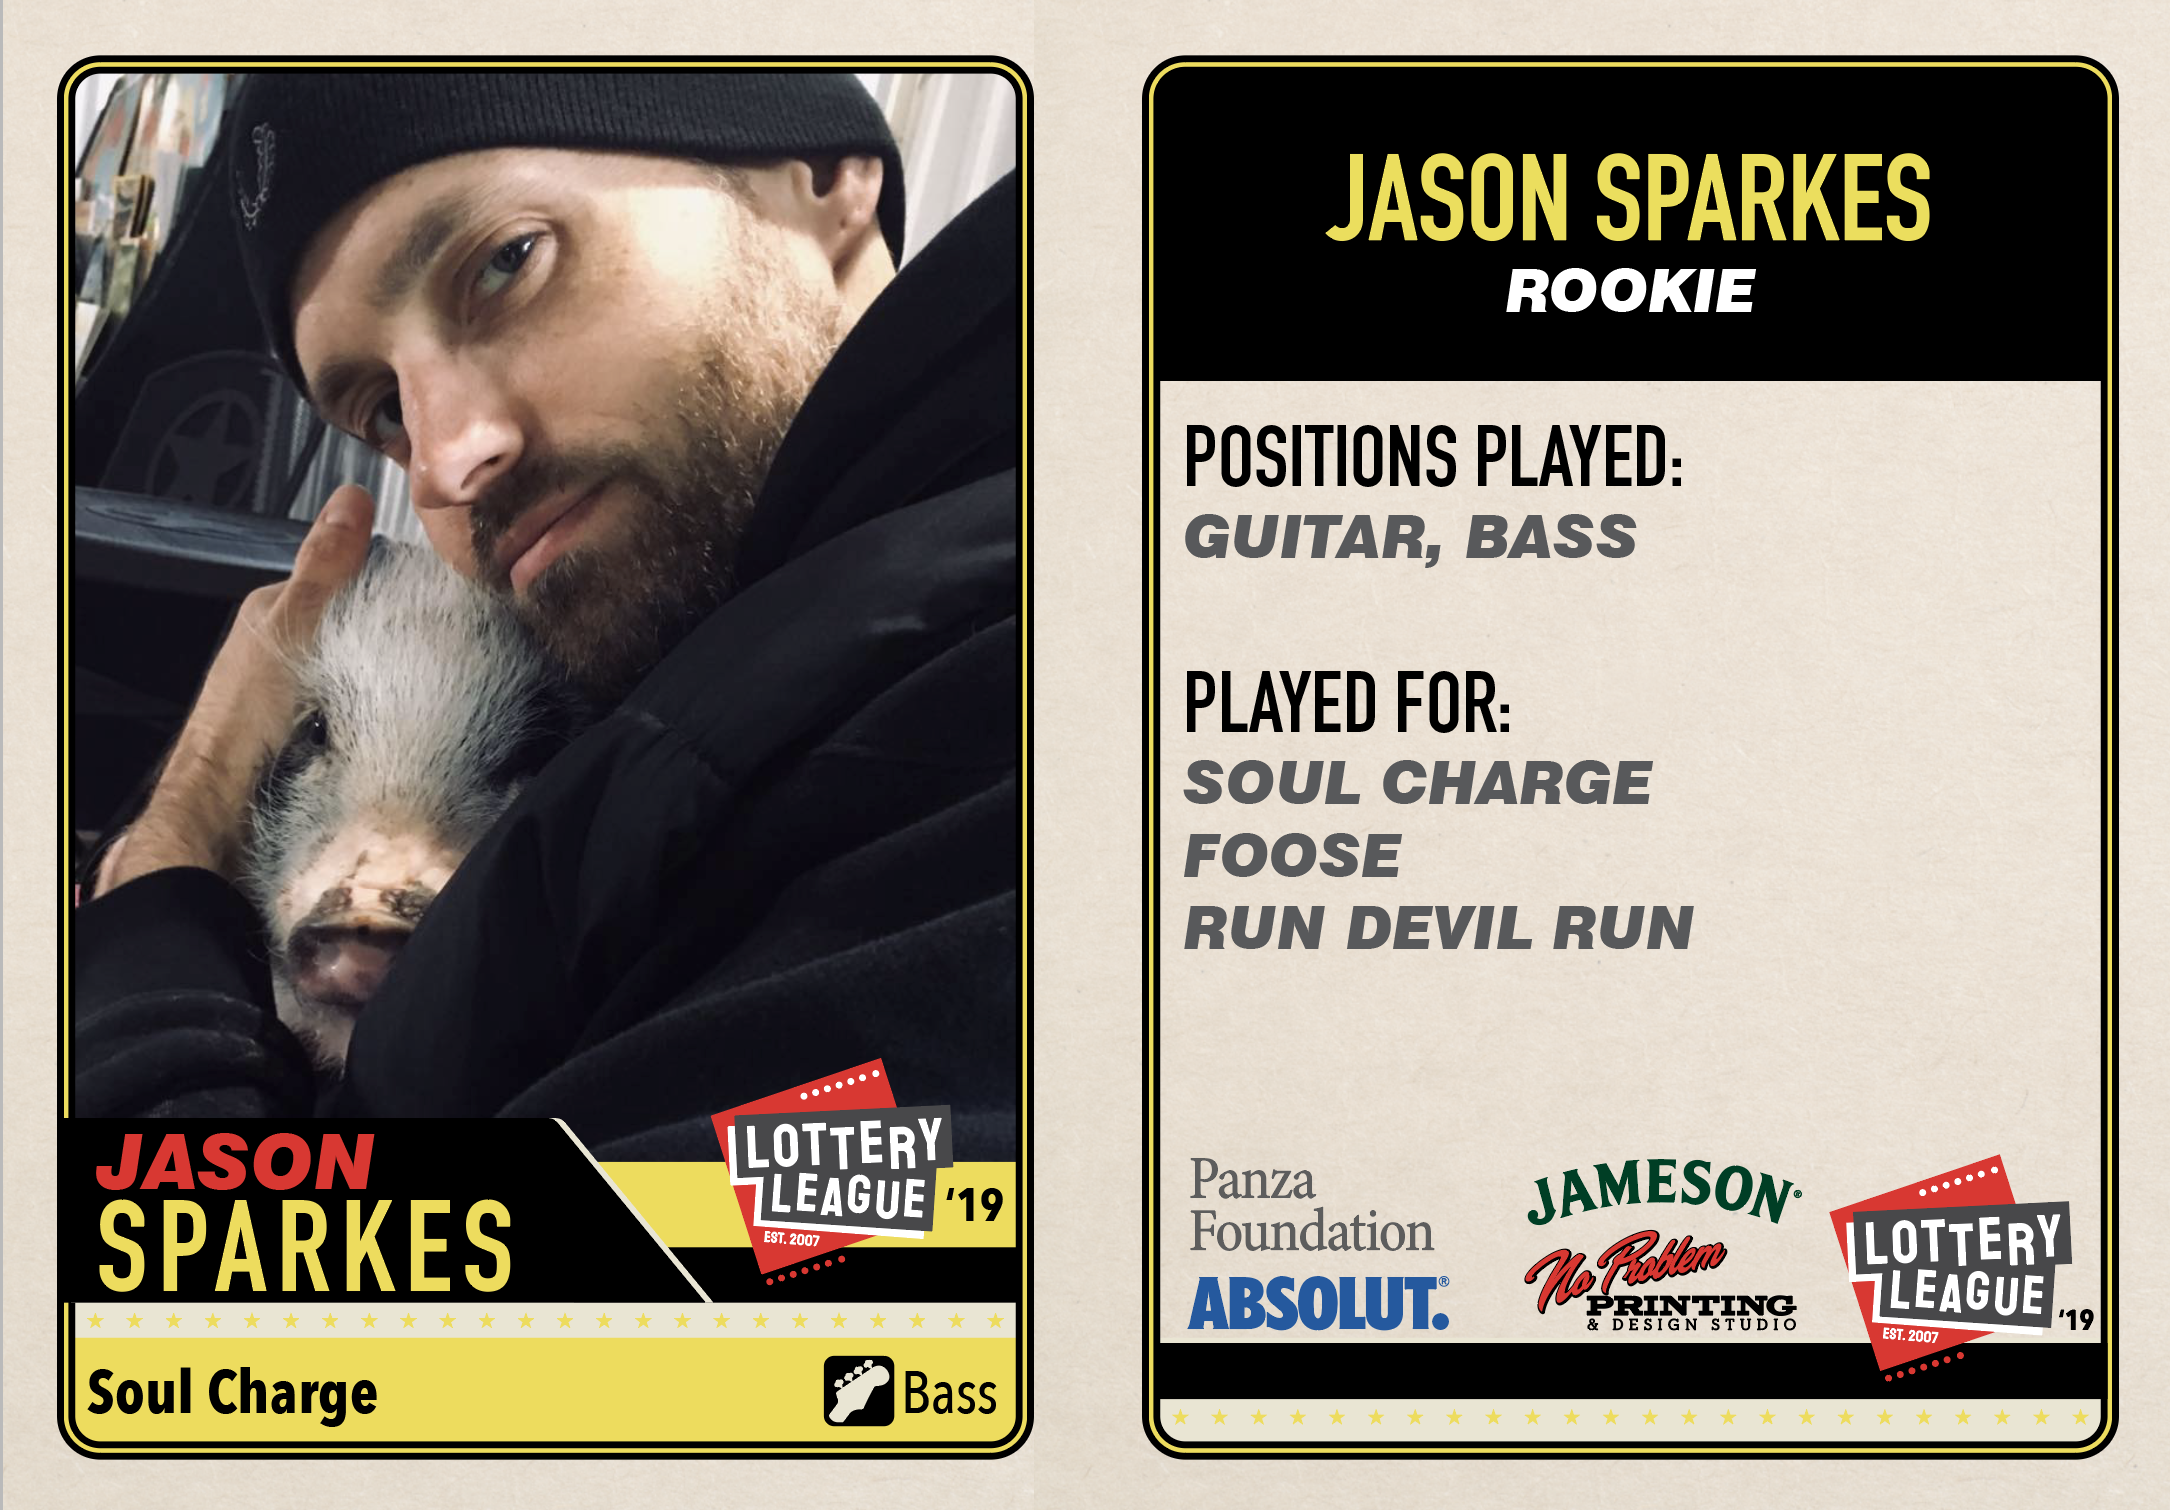 JASON
SPARKES
LOTTERY
LEAGUE
'19
EST. 2007
Soul Charge
Bass
JASON SPARKES
ROOKIE
POSITIONS PLAYED:
GUITAR, BASS
PLAYED FOR:
SOUL CHARGE
FOOSE
RUN DEVIL RUN
Panza
Foundation
ABSOLUT.®
JAMESON®
No Problem
PRINTING
& DESIGN STUDIO
LOTTERY
LEAGUE
'19
EST. 2007